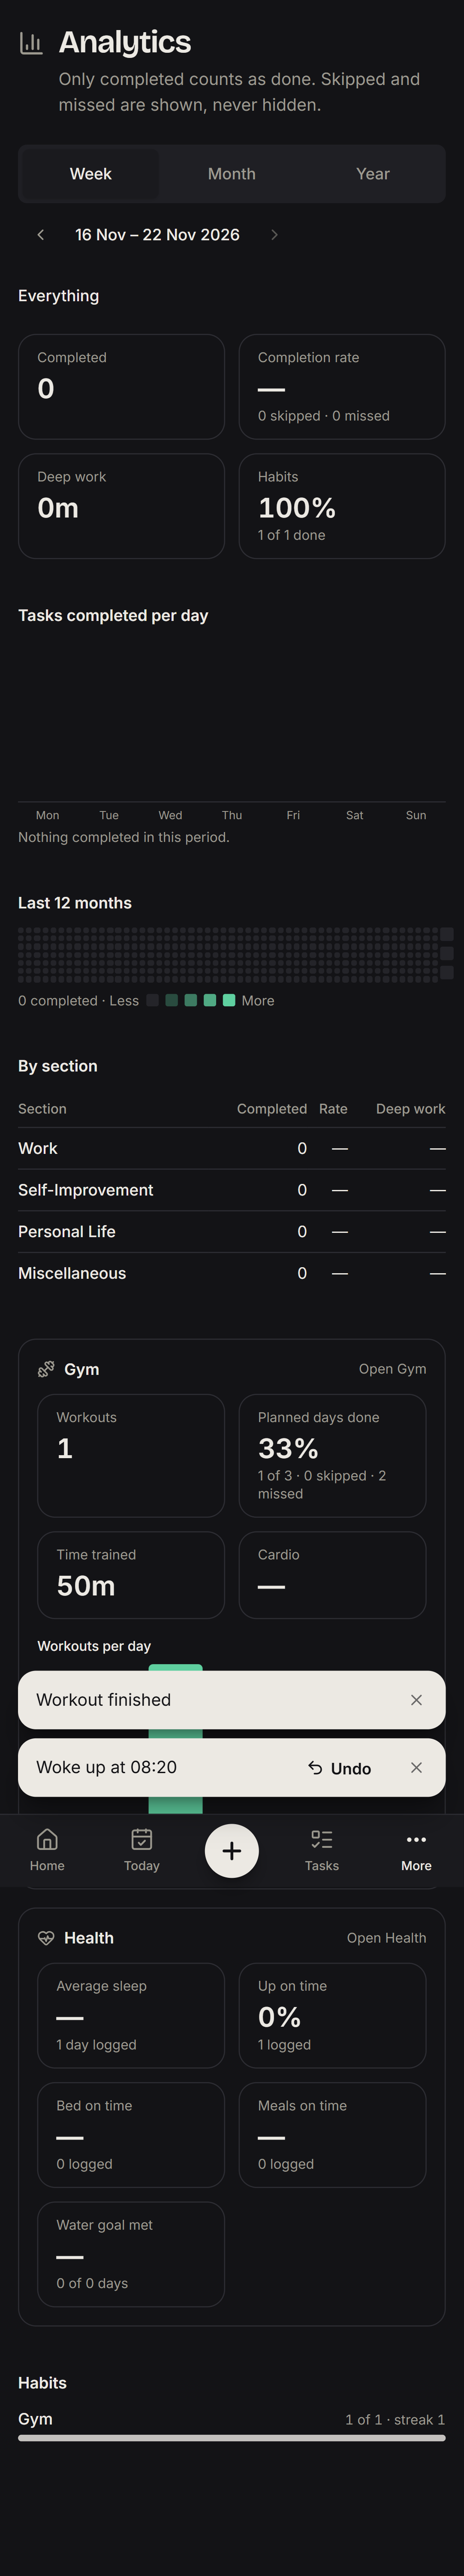 Analytics
Only completed counts as done. Skipped and
missed are shown, never hidden.
Week
Month
Year
16 Nov – 22 Nov 2026
Everything
Completed
0
Completion rate
—
0 skipped · 0 missed
Deep work
0m
Habits
100%
1 of 1 done
Tasks completed per day
Mon Tue Wed Thu Fri Sat Sun
Nothing completed in this period.
Last 12 months
0 completed · Less More
By section
Section Completed Rate Deep work
Work 0 — —
Self-Improvement 0 — —
Personal Life 0 — —
Miscellaneous 0 — —
Gym
Open Gym
Workouts
1
Planned days done
33%
1 of 3 · 0 skipped · 2
missed
Time trained
50m
Cardio
—
Workouts per day
Workout finished
Woke up at 08:20
Undo
Home
Today
Tasks
More
Health
Open Health
Average sleep
—
1 day logged
Up on time
0%
1 logged
Bed on time
—
0 logged
Meals on time
—
0 logged
Water goal met
—
0 of 0 days
Habits
Gym
1 of 1 · streak 1